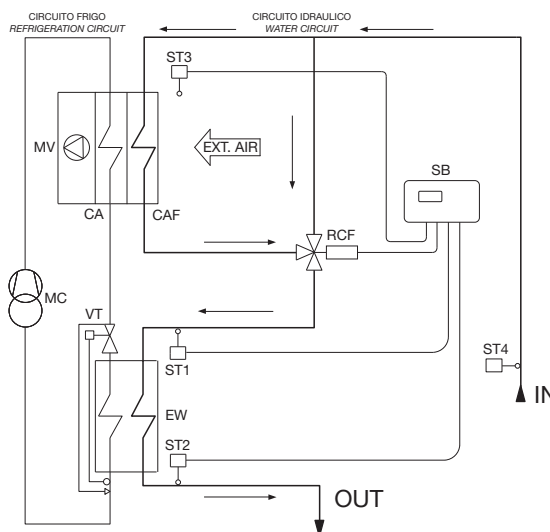 CIRCUITO FRIGO
REFRIGERATION CIRCUIT
CIRCUITO IDRAULICO
WATER CIRCUIT
ST3
MV
EXT. AIR
SB
CA
CAF
RCF
MC
VT
ST1
ST4
EW
IN
ST2
OUT